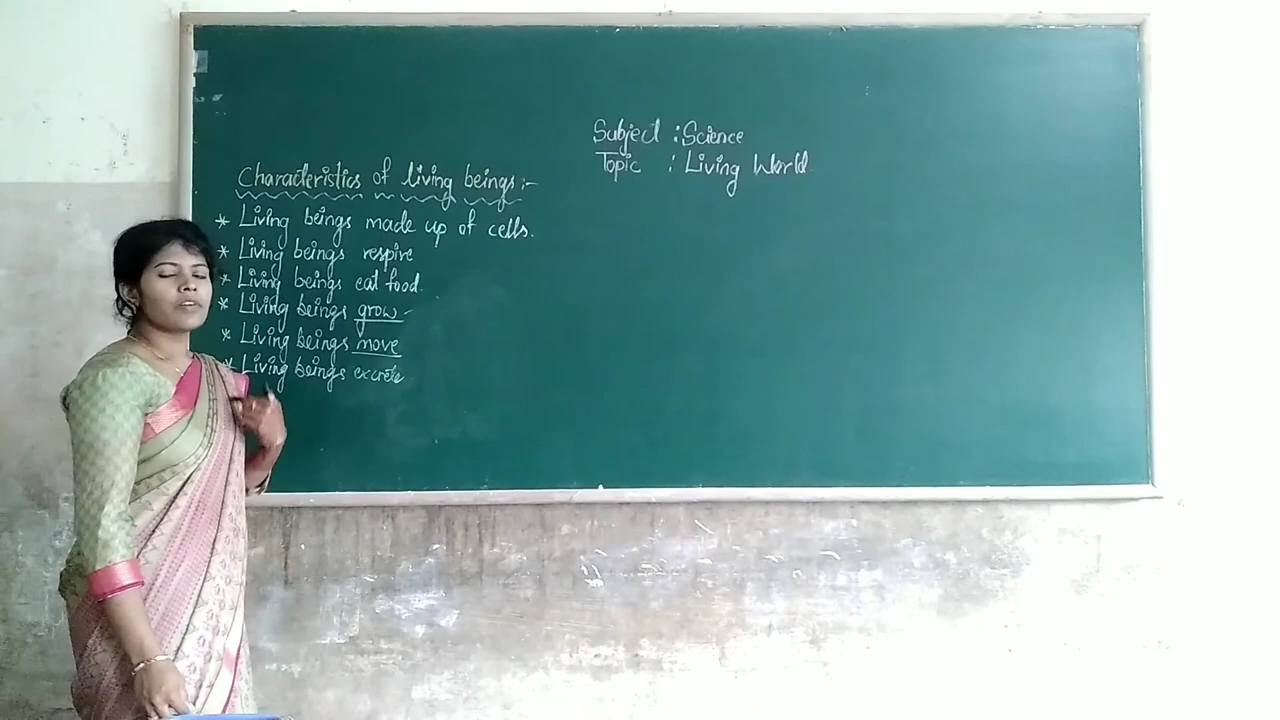 Subject : Science
Topic : Living World
Characteristics of living beings :-
* Living beings made up of cells.
* Living beings respire
* Living beings eat food.
* Living beings grow -
* Living beings move
* Living beings excrete